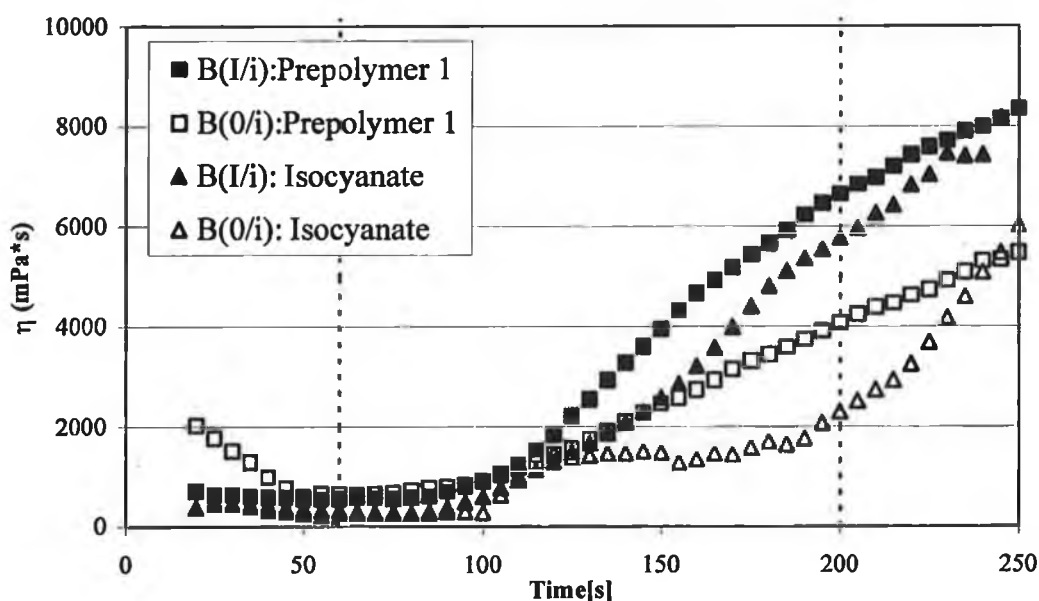 10000
8000
6000
4000
2000
0
η (mPa*s)
B(I/i):Prepolymer 1
B(0/i):Prepolymer 1
B(I/i): Isocyanate
B(0/i): Isocyanate
0 50 100 150 200 250
Time[s]